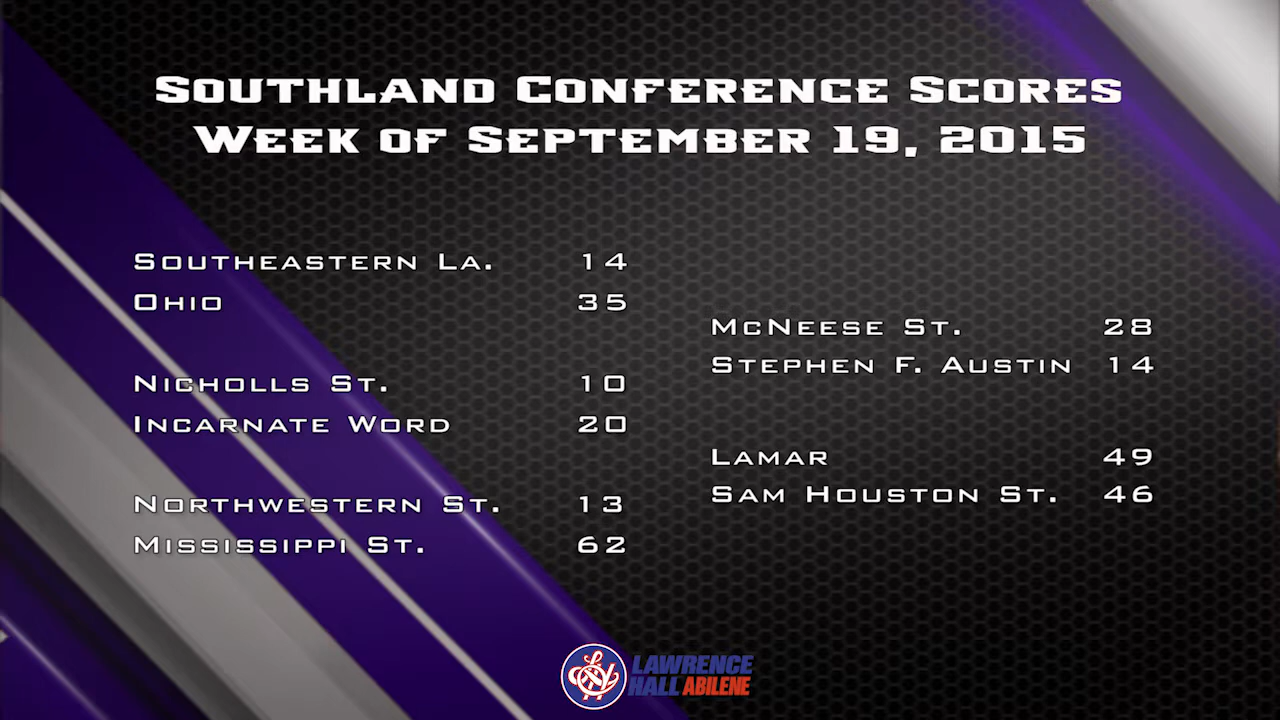 Southland Conference Scores
Week of September 19, 2015
Southeastern La. 14
Ohio 35
Nicholls St. 10
Incarnate Word 20
Northwestern St. 13
Mississippi St. 62
McNeese St. 28
Stephen F. Austin 14
Lamar 49
Sam Houston St. 46
LAWRENCE
HALL ABILENE